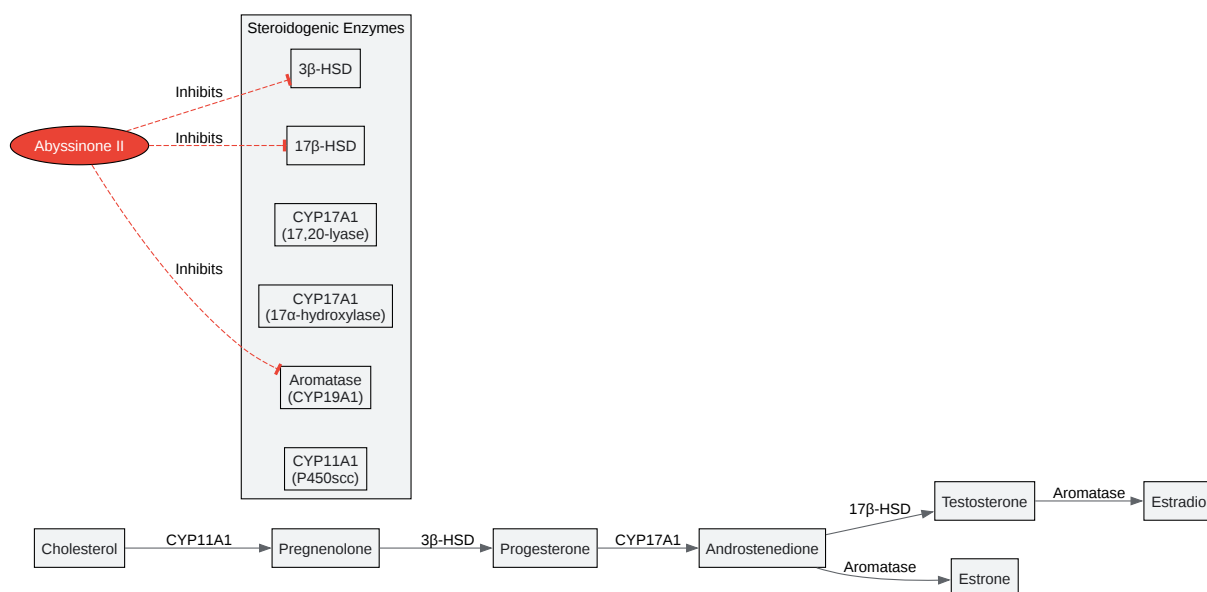 Steroidogenic Enzymes
3β-HSD
Inhibits
Abyssinone II
Inhibits
17β-HSD
CYP17A1
(17,20-lyase)
Inhibits
CYP17A1
(17α-hydroxylase)
Aromatase
(CYP19A1)
CYP11A1
(P450scc)
Cholesterol
CYP11A1
Pregnenolone
3β-HSD
Progesterone
CYP17A1
Androstenedione
17β-HSD
Testosterone
Aromatase
Estradio
Aromatase
Estrone